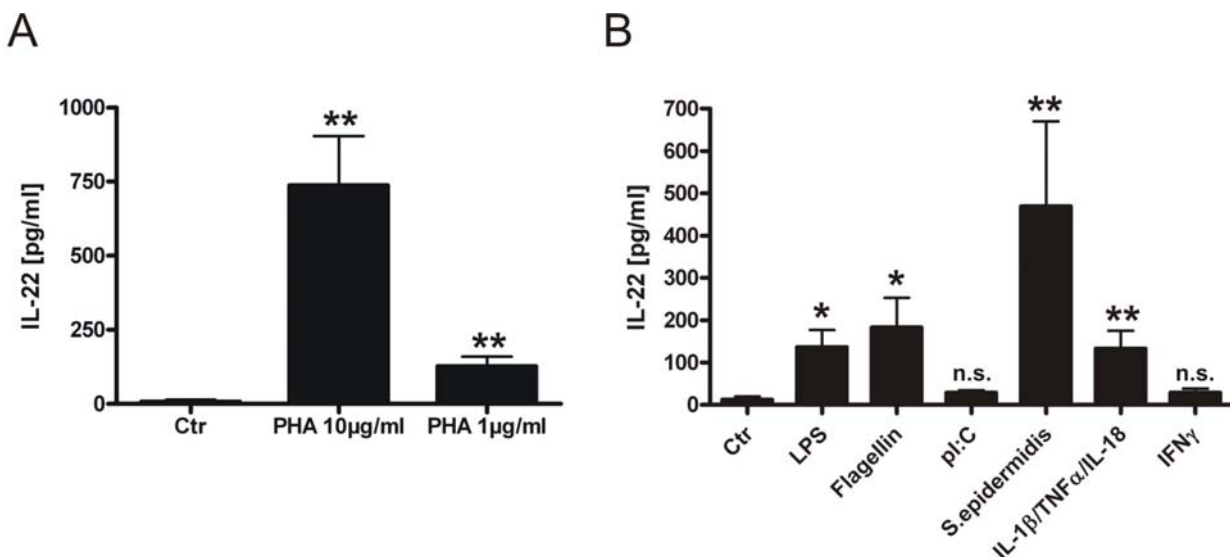 A
IL-22 [pg/ml]
1000
750
500
250
0
**
**
Ctr
PHA 10µg/ml
PHA 1µg/ml
B
IL-22 [pg/ml]
700
600
500
400
300
200
100
0
*
*
n.s.
**
**
n.s.
Ctr
LPS
Flagellin
pI:C
S.epidermidis
IL-1β/TNFα/IL-18
IFNγ